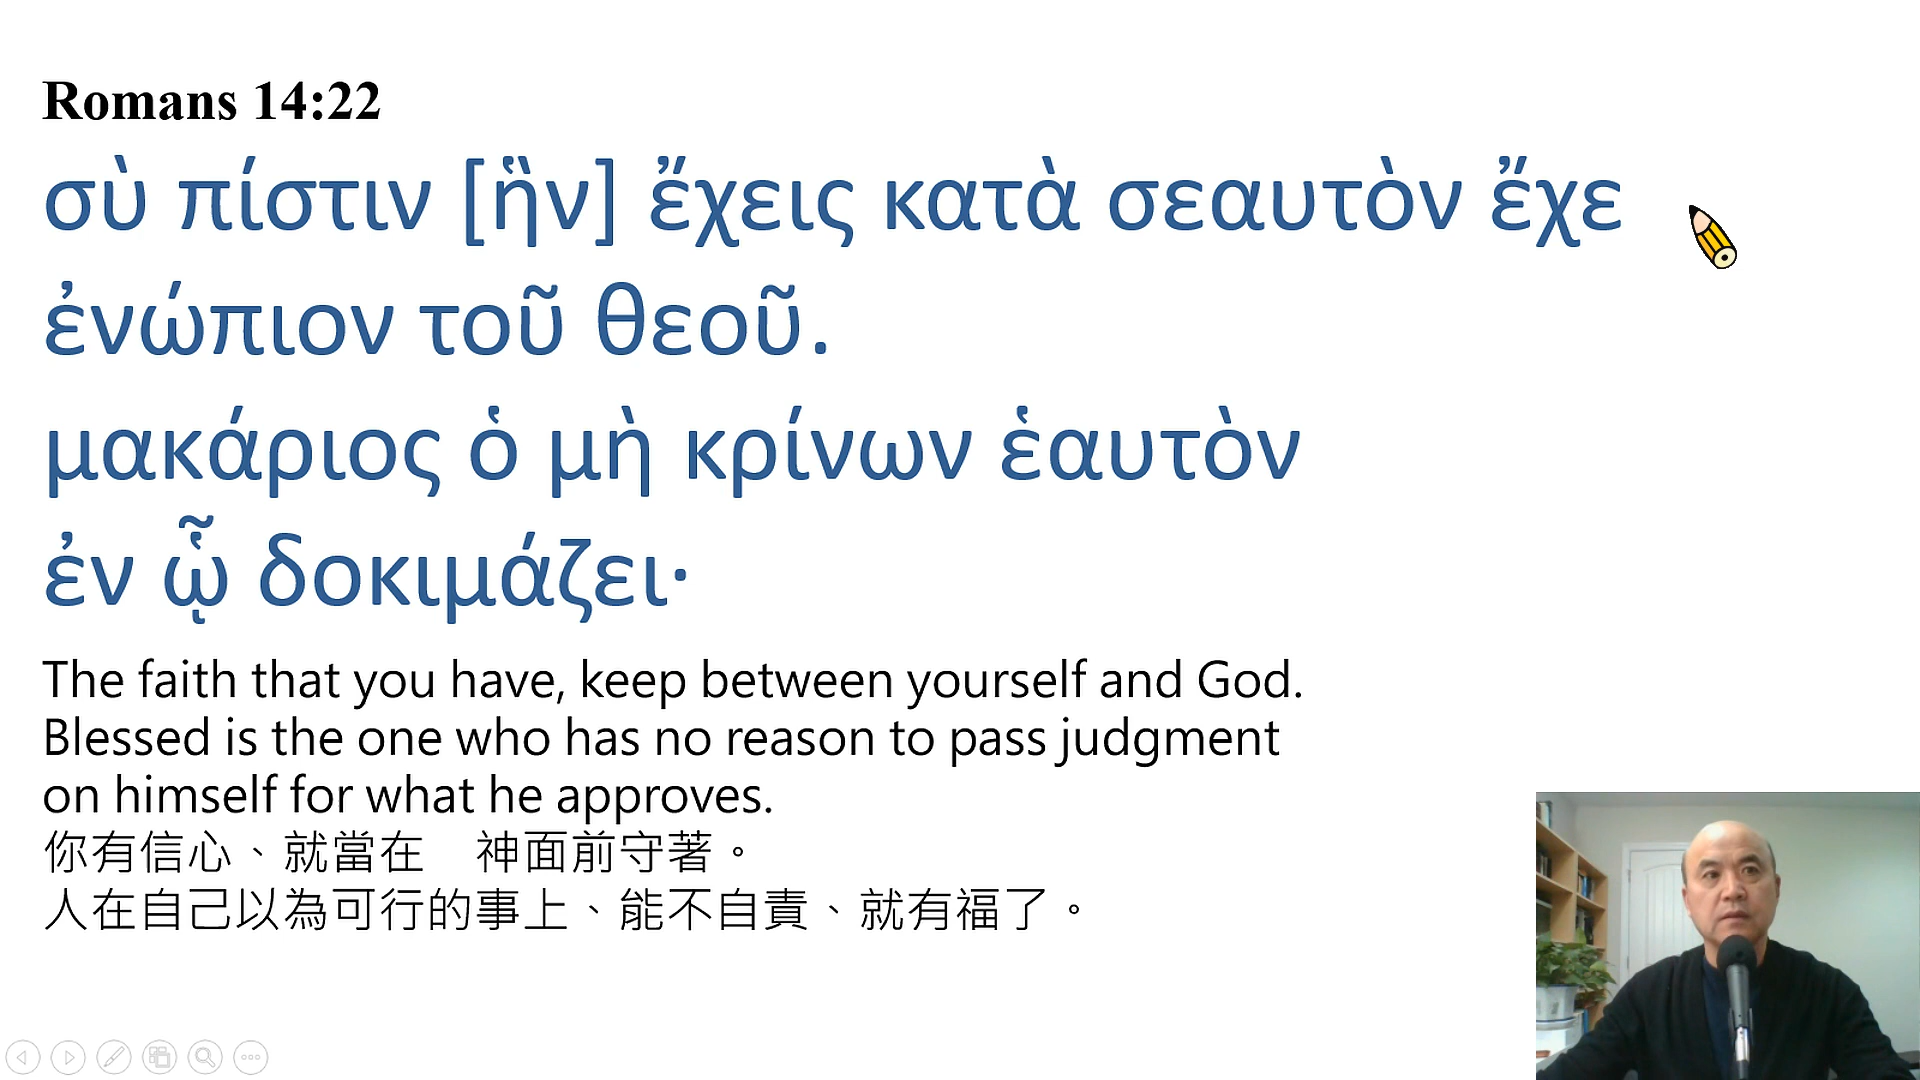 Romans 14:22
σὺ πίστιν [ἣν] ἔχεις κατὰ σεαυτὸν ἔχε
ἐνώπιον τοῦ θεοῦ.
μακάριος ὁ μὴ κρίνων ἑαυτὸν
ἐν ᾧ δοκιμάζει·
The faith that you have, keep between yourself and God.
Blessed is the one who has no reason to pass judgment
on himself for what he approves.
你有信心、就當在　神面前守著。
人在自己以為可行的事上、能不自責、就有福了。